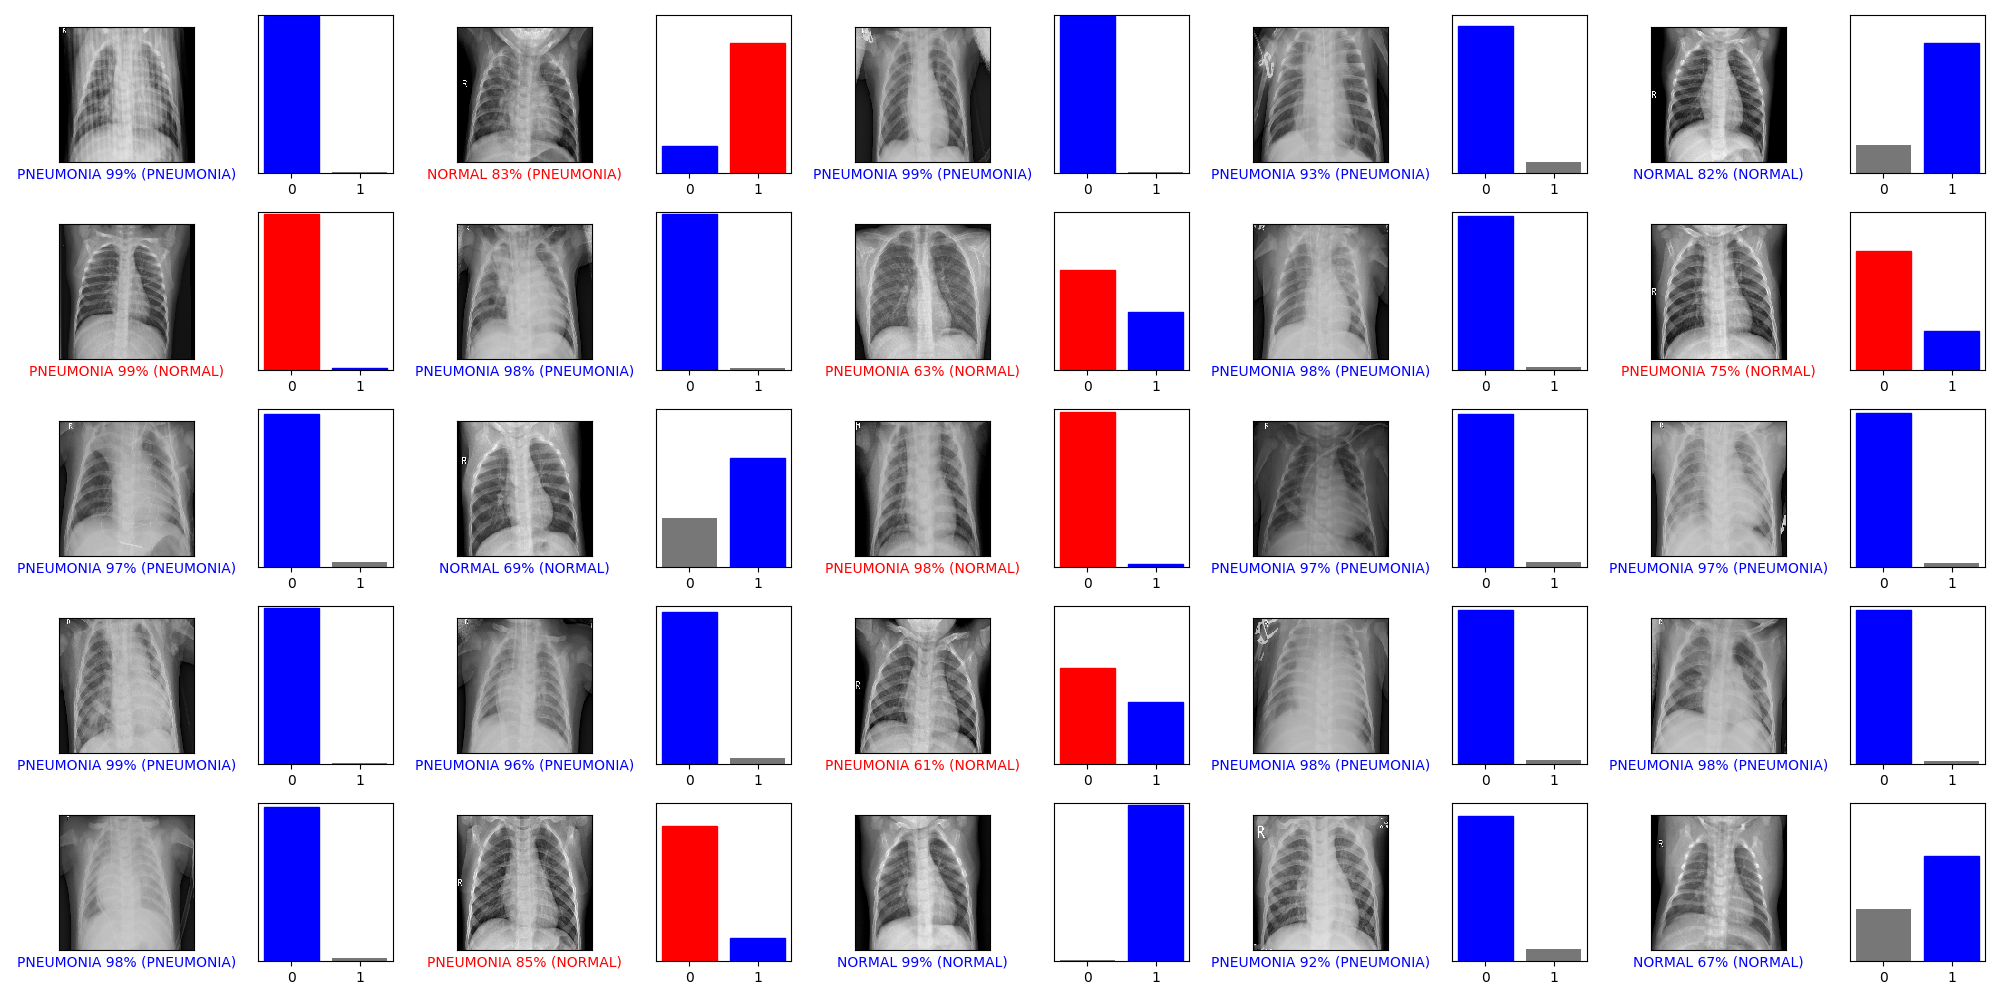 R
PNEUMONIA 99% (PNEUMONIA)
0 1
R
NORMAL 83% (PNEUMONIA)
0 1
PNEUMONIA 99% (PNEUMONIA)
0 1
PNEUMONIA 93% (PNEUMONIA)
0 1
R
NORMAL 82% (NORMAL)
0 1
PNEUMONIA 99% (NORMAL)
0 1
PNEUMONIA 98% (PNEUMONIA)
0 1
PNEUMONIA 63% (NORMAL)
0 1
PNEUMONIA 98% (PNEUMONIA)
0 1
R
PNEUMONIA 75% (NORMAL)
0 1
R
PNEUMONIA 97% (PNEUMONIA)
0 1
R
NORMAL 69% (NORMAL)
0 1
PNEUMONIA 98% (NORMAL)
0 1
R
PNEUMONIA 97% (PNEUMONIA)
0 1
PNEUMONIA 97% (PNEUMONIA)
0 1
PNEUMONIA 99% (PNEUMONIA)
0 1
PNEUMONIA 96% (PNEUMONIA)
0 1
R
PNEUMONIA 61% (NORMAL)
0 1
PNEUMONIA 98% (PNEUMONIA)
0 1
PNEUMONIA 98% (PNEUMONIA)
0 1
PNEUMONIA 98% (PNEUMONIA)
0 1
R
PNEUMONIA 85% (NORMAL)
0 1
NORMAL 99% (NORMAL)
0 1
R
PNEUMONIA 92% (PNEUMONIA)
0 1
R
NORMAL 67% (NORMAL)
0 1